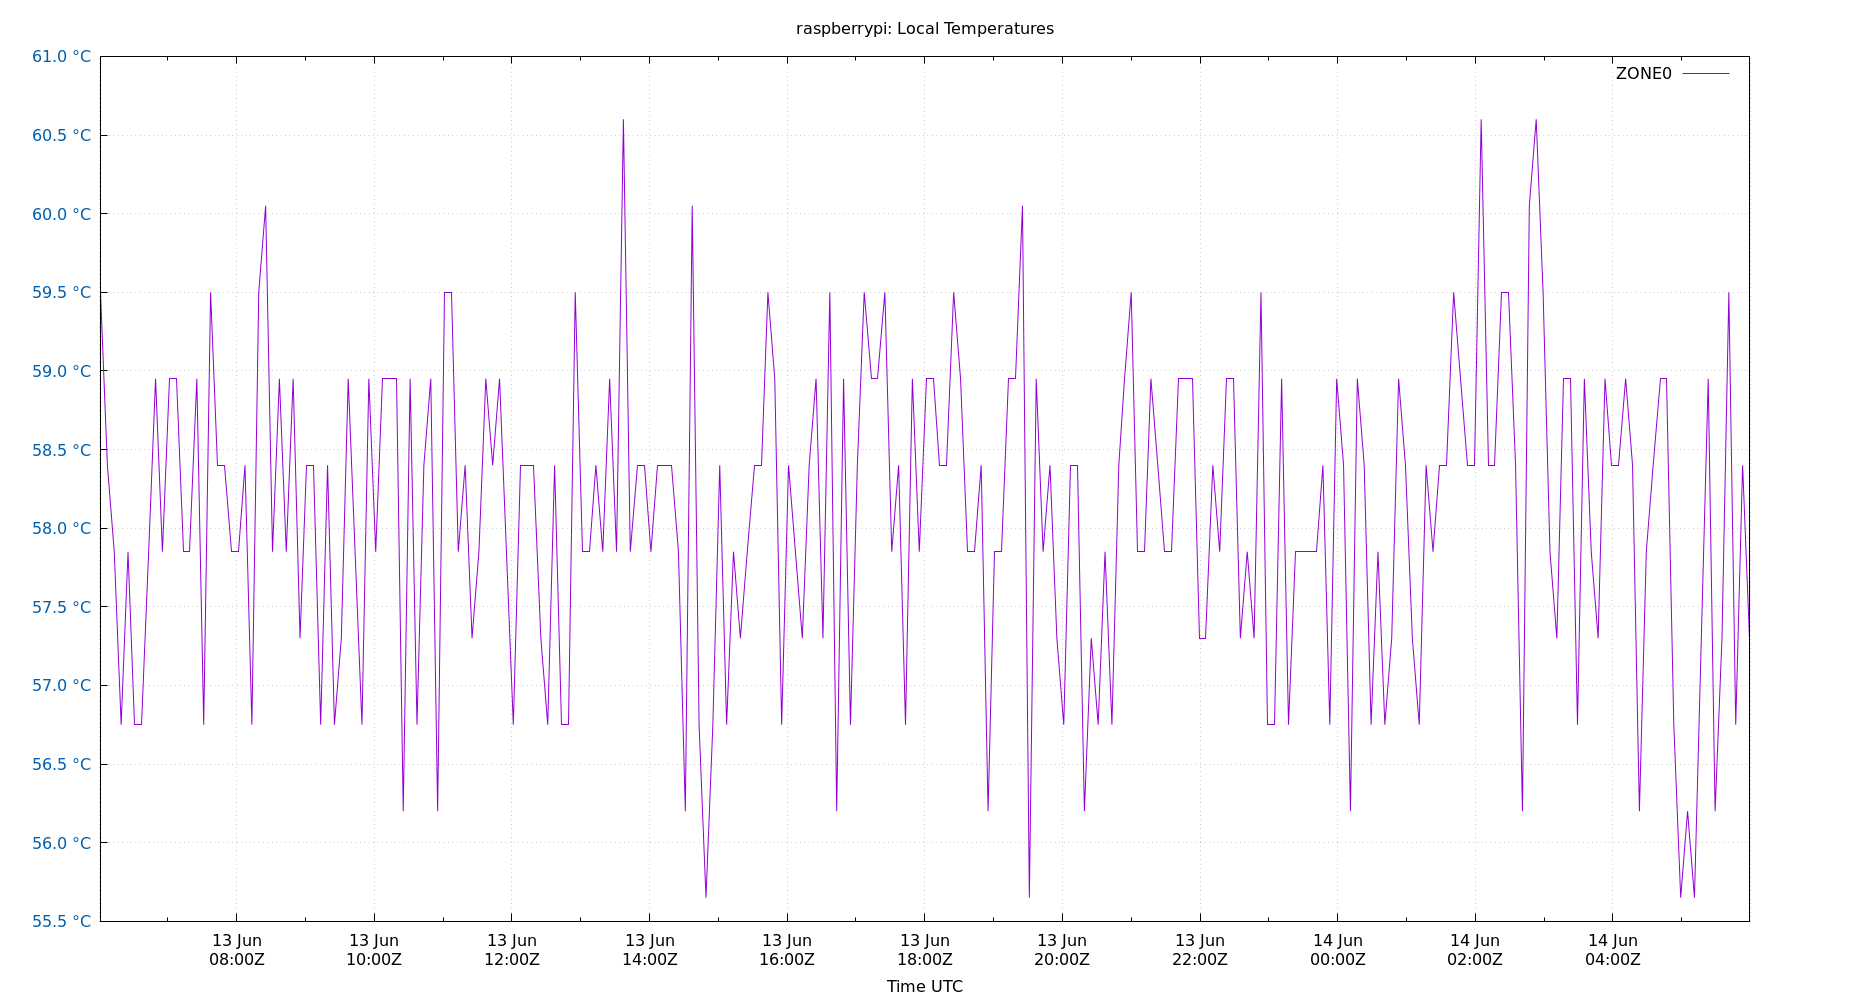 raspberrypi: Local Temperatures
61.0 °C
60.5 °C
60.0 °C
59.5 °C
59.0 °C
58.5 °C
58.0 °C
57.5 °C
57.0 °C
56.5 °C
56.0 °C
55.5 °C
ZONE0
13 Jun
08:00Z
13 Jun
10:00Z
13 Jun
12:00Z
13 Jun
14:00Z
13 Jun
16:00Z
13 Jun
18:00Z
13 Jun
20:00Z
13 Jun
22:00Z
14 Jun
00:00Z
14 Jun
02:00Z
14 Jun
04:00Z
Time UTC